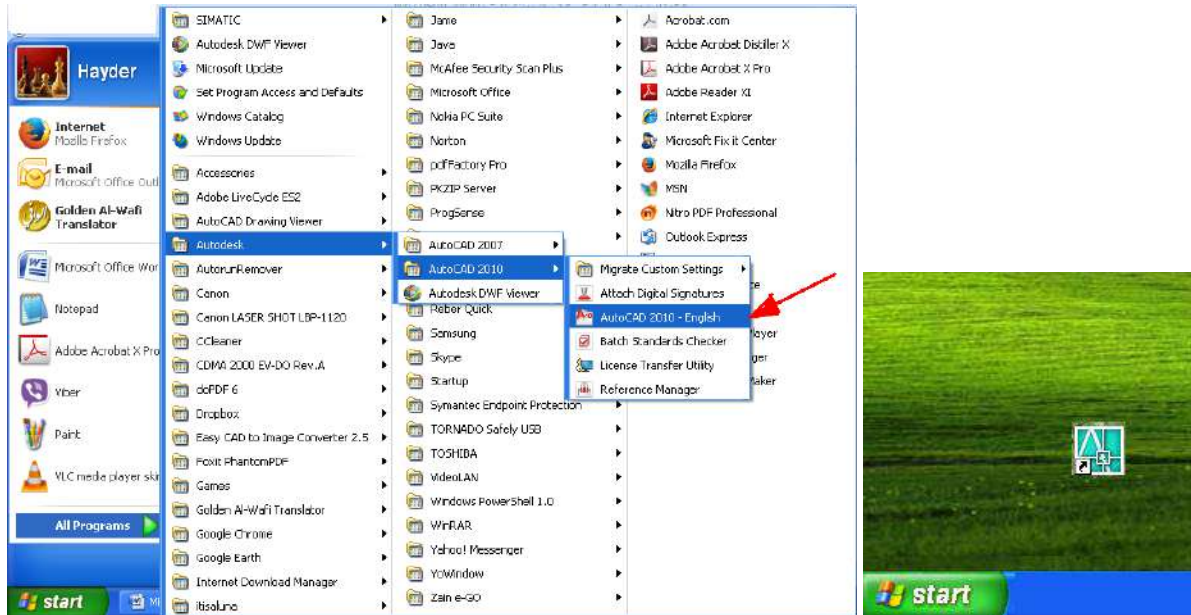 Hayder
Internet
Mozilla Firefox
E-mail
Microsoft Office Outl
Golden Al-Wafi
Translator
Microsoft Office Wor
Notepad
Adobe Acrobat X Pro
Viber
Paint
VLC media player skin
All Programs
start
SIMATIC
Autodesk DWF Viewer
Microsoft Update
Set Program Access and Defaults
Windows Catalog
Windows Update
Accessories
Adobe LiveCycle ES2
AutoCAD Drawing Viewer
Autodesk
AutorunRemover
Canon
Canon LASER SHOT LBP-1120
CCleaner
CDMA 2000 EV-DO Rev.A
doPDF 6
Dropbox
Easy CAD to Image Converter 2.5
Foxit PhantomPDF
Games
Golden Al-Wafi Translator
Google Chrome
Google Earth
Internet Download Manager
itisaluna
Jame
Java
McAfee Security Scan Plus
Microsoft Office
Nokia PC Suite
Norton
pdfFactory Pro
PKZIP Server
ProgSense
AutoCAD 2007
AutoCAD 2010
Autodesk DWF Viewer
Reber Quick
Samsung
Skype
Startup
Symantec Endpoint Protection
TORNADO Safely USB
TOSHIBA
VideoLAN
Windows PowerShell 1.0
WinRAR
Yahoo! Messenger
YoWindow
Zain e-GO
Acrobat.com
Adobe Acrobat Distiller X
Adobe Acrobat X Pro
Adobe Reader XI
Internet Explorer
Microsoft Fix it Center
Mozilla Firefox
MSN
Nitro PDF Professional
Outlook Express
Migrate Custom Settings
Attach Digital Signatures
AutoCAD 2010 - English
Batch Standards Checker
License Transfer Utility
Reference Manager
start